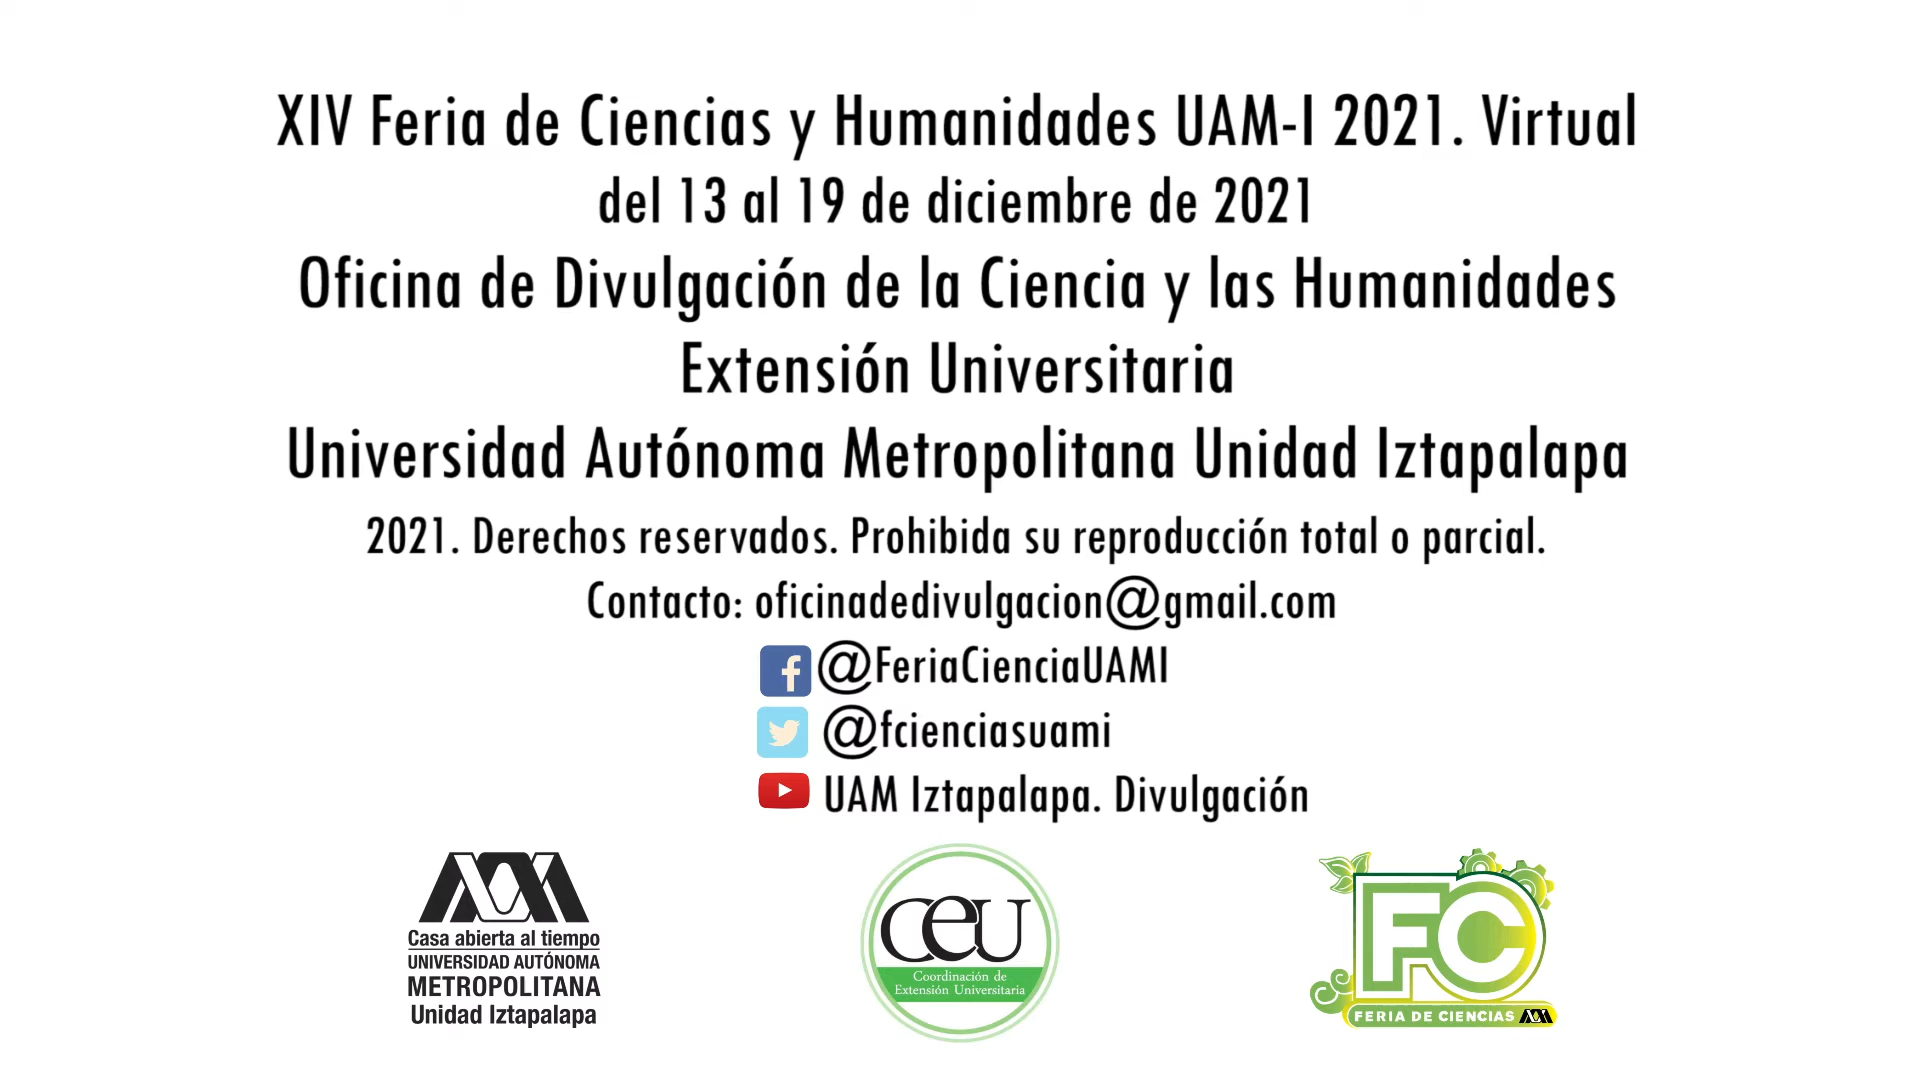 XIV Feria de Ciencias y Humanidades UAM-I 2021. Virtual
del 13 al 19 de diciembre de 2021
Oficina de Divulgación de la Ciencia y las Humanidades
Extensión Universitaria
Universidad Autónoma Metropolitana Unidad Iztapalapa
2021. Derechos reservados. Prohibida su reproducción total o parcial.
Contacto: oficinadedivulgacion@gmail.com
@FeriaCienciaUAMI
@fcienciasuami
UAM Iztapalapa. Divulgación
Casa abierta al tiempo
UNIVERSIDAD AUTÓNOMA
METROPOLITANA
Unidad Iztapalapa
ceU
Coordinación de
Extensión Universitaria
FC
FERIA DE CIENCIAS